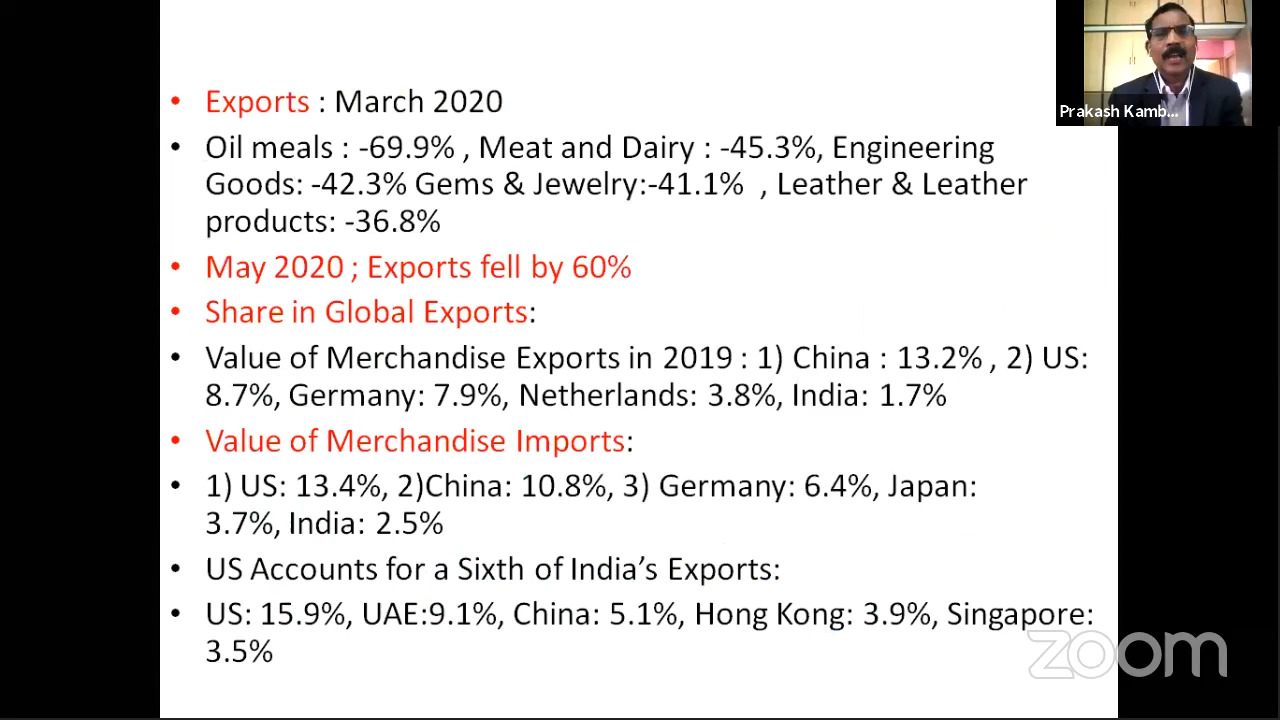 Prakash Kamb...
• Exports : March 2020
• Oil meals : -69.9% , Meat and Dairy : -45.3%, Engineering
Goods: -42.3% Gems & Jewelry:-41.1%  , Leather & Leather
products: -36.8%
• May 2020 ; Exports fell by 60%
• Share in Global Exports:
• Value of Merchandise Exports in 2019 : 1) China : 13.2% , 2) US:
8.7%, Germany: 7.9%, Netherlands: 3.8%, India: 1.7%
• Value of Merchandise Imports:
• 1) US: 13.4%, 2)China: 10.8%, 3) Germany: 6.4%, Japan:
3.7%, India: 2.5%
• US Accounts for a Sixth of India’s Exports:
• US: 15.9%, UAE:9.1%, China: 5.1%, Hong Kong: 3.9%, Singapore:
3.5%
zoom